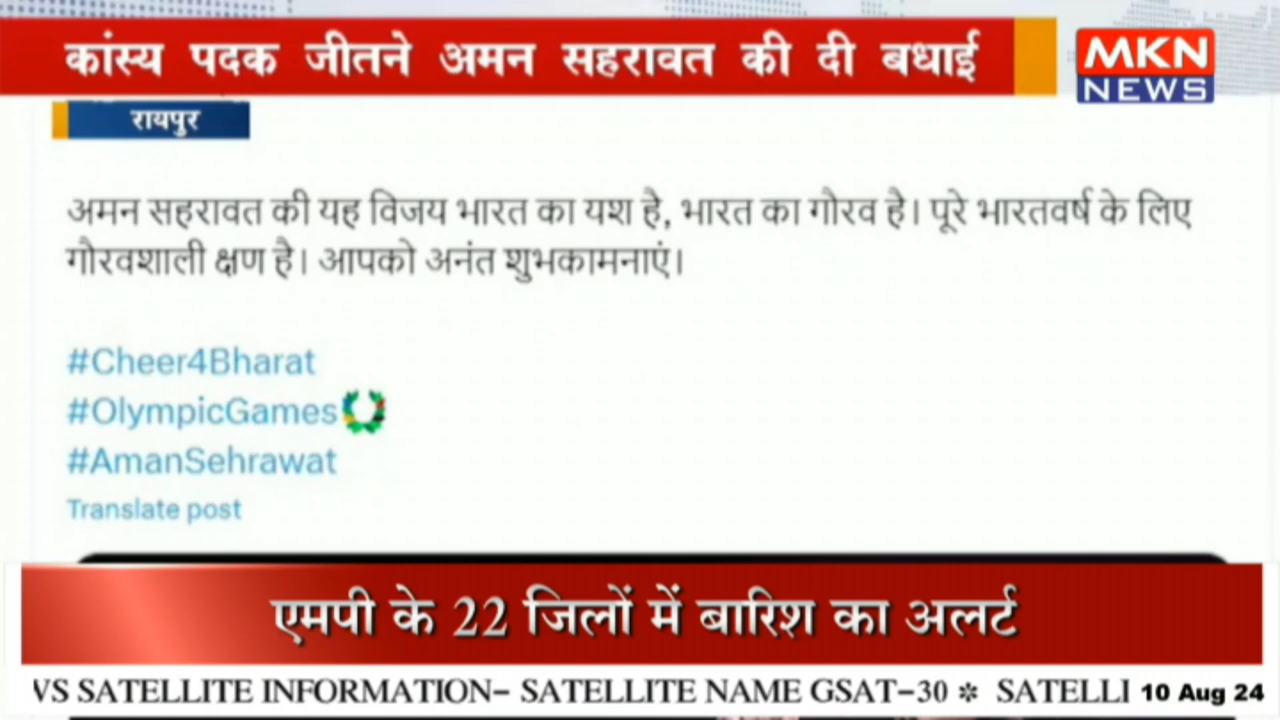 कांस्य पदक जीतने अमन सहरावत की दी बधाई
MKN
NEWS
रायपुर
अमन सहरावत की यह विजय भारत का यश है, भारत का गौरव है। पूरे भारतवर्ष के लिए
गौरवशाली क्षण है। आपको अनंत शुभकामनाएं।
#Cheer4Bharat
#OlympicGames
#AmanSehrawat
Translate post
एमपी के 22 जिलों में बारिश का अलर्ट
VS SATELLITE INFORMATION- SATELLITE NAME GSAT-30 * SATELLI 10 Aug 24